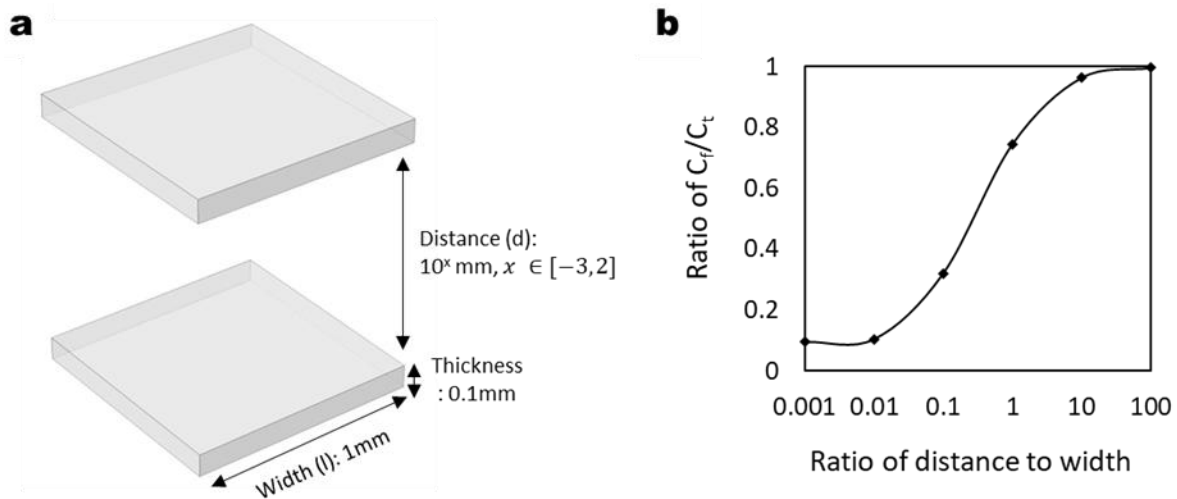 a
Distance (d):
10ˣ mm, x ∈ [−3,2]
Thickness
: 0.1mm
Width (l): 1mm
b
Ratio of C_f/C_t
1
0.8
0.6
0.4
0.2
0
0.001 0.01 0.1 1 10 100
Ratio of distance to width